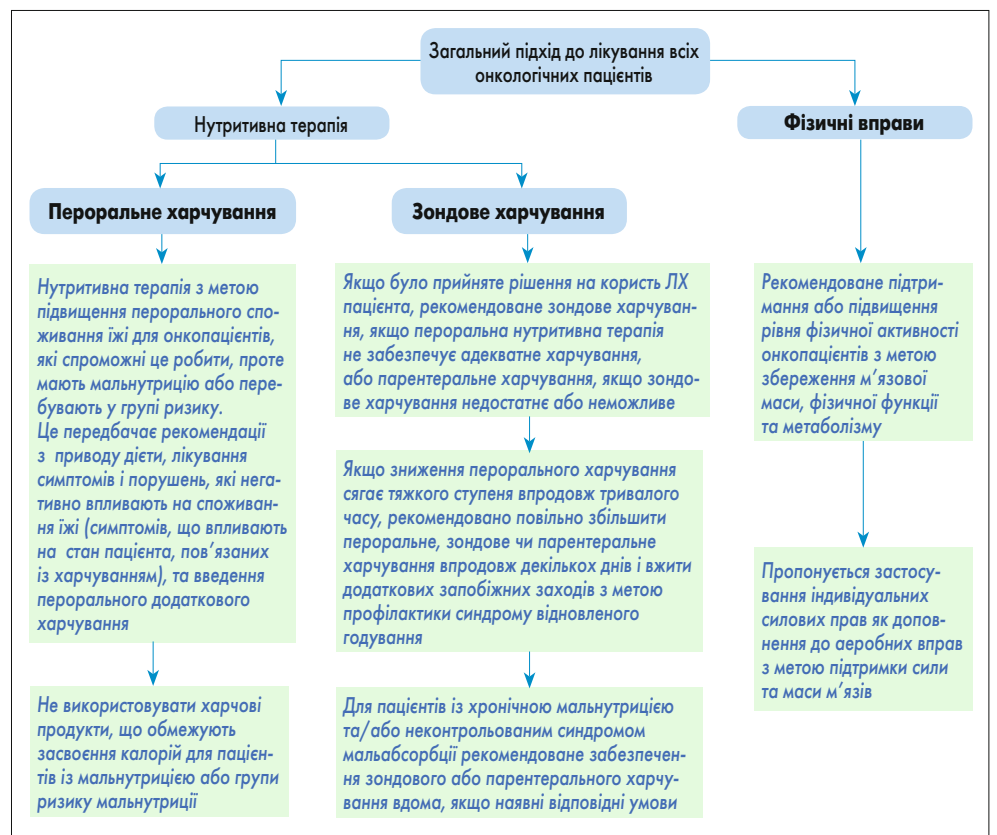 Загальний підхід до лікування всіх
онкологічних пацієнтів
Нутритивна терапія
Фізичні вправи
Пероральне харчування
Зондове харчування
Нутритивна терапія з метою
підвищення перорального спо-
живання їжі для онкопацієнтів,
які спроможні це робити, проте
мають мальнутрицію або пере-
бувають у групі ризику.
Це передбачає рекомендації
з приводу дієти, лікування
симптомів і порушень, які нега-
тивно впливають на споживан-
ня їжі (симптомів, що впливають
на стан пацієнта, пов’язаних
із харчуванням), та введення
перорального додаткового
харчування
Не використовувати харчові
продукти, що обмежують
засвоєння калорій для пацієн-
тів із мальнутрицією або групи
ризику мальнутриції
Якщо було прийняте рішення на користь ЛХ
пацієнта, рекомендоване зондове харчуван-
ня, якщо пероральна нутритивна терапія
не забезпечує адекватне харчування,
або парентеральне харчування, якщо зондо-
ве харчування недостатнє або неможливе
Якщо зниження перорального харчування
сягає тяжкого ступеня впродовж тривалого
часу, рекомендовано повільно збільшити
пероральне, зондове чи парентеральне
харчування впродовж декількох днів і вжити
додаткових запобіжних заходів з метою
профілактики синдрому відновленого
годування
Для пацієнтів із хронічною мальнутрицією
та/або неконтрольованим синдромом
мальабсорбції рекомендоване забезпечен-
ня зондового або парентерального харчу-
вання вдома, якщо наявні відповідні умови
Рекомендоване підтри-
мання або підвищення
рівня фізичної активності
онкопацієнтів з метою
збереження м’язової
маси, фізичної функції
та метаболізму
Пропонується застосу-
вання індивідуальних
силових прав як допов-
нення до аеробних вправ
з метою підтримки сили
та маси м’язів